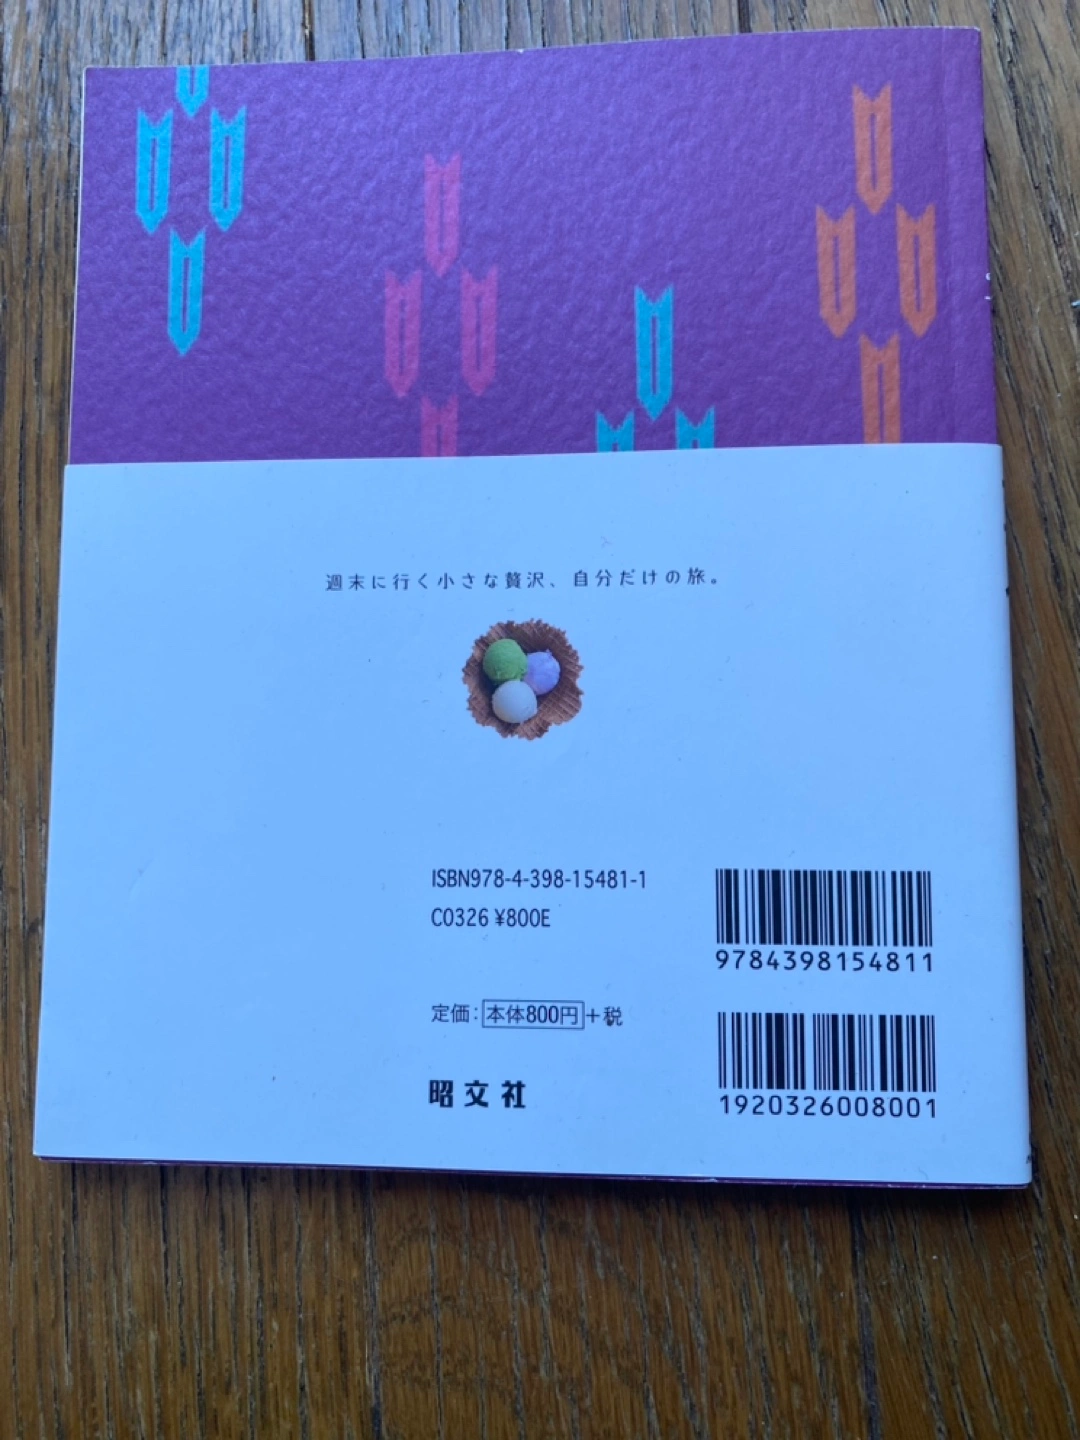 週末に行く小さな贅沢、自分だけの旅。
ISBN978-4-398-15481-1
C0326 ¥800E
9784398154811
定価：本体800円＋税
1920326008001
昭文社